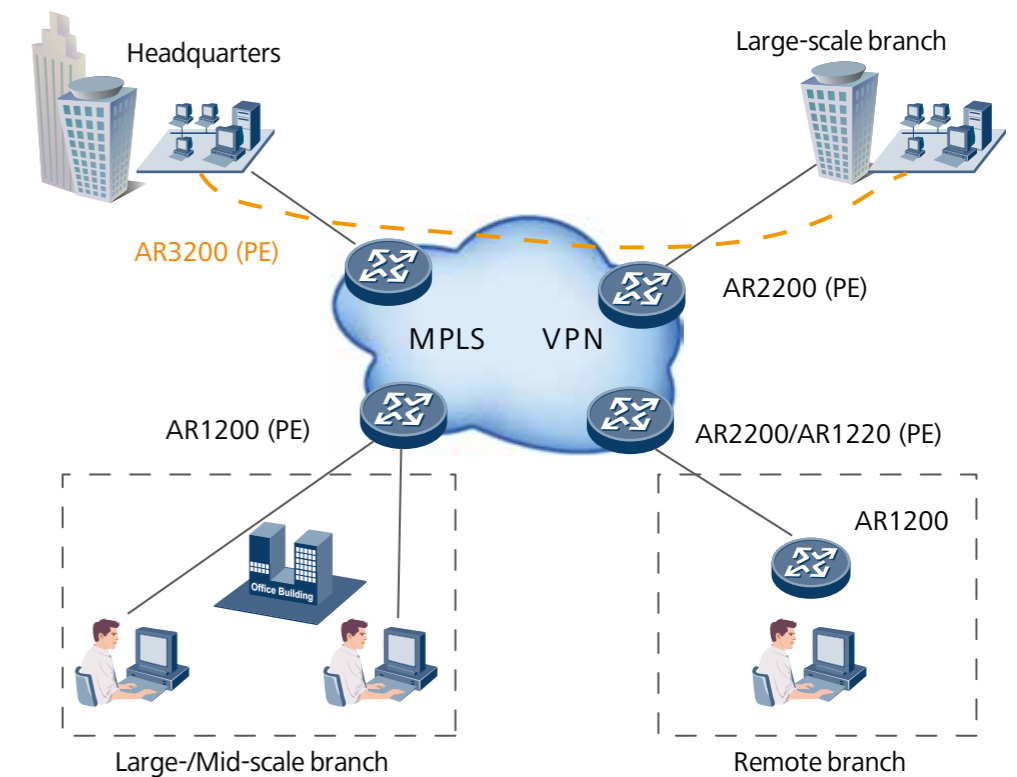 Headquarters
Large-scale branch
AR3200 (PE)
AR2200 (PE)
MPLS VPN
AR1200 (PE)
AR2200/AR1220 (PE)
AR1200
Office Building
Large-/Mid-scale branch
Remote branch